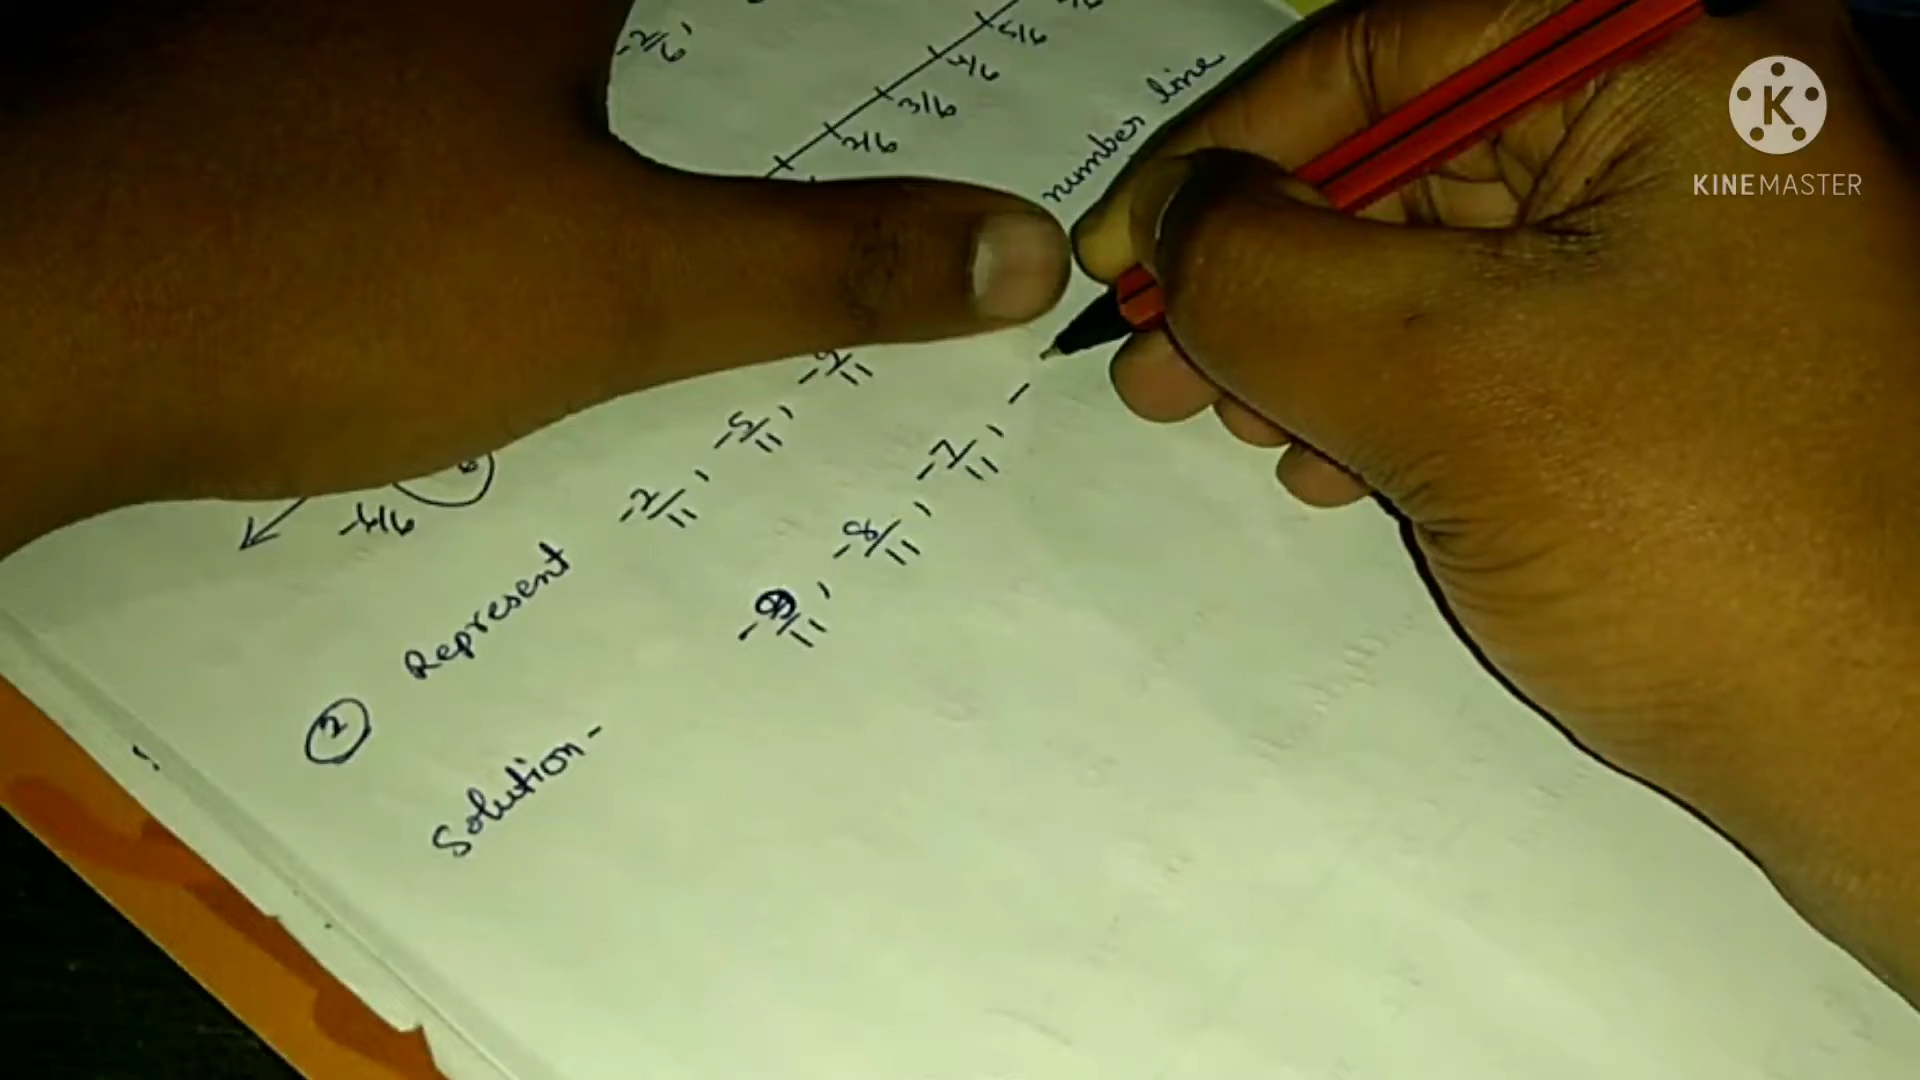 -2/6,
2/6
3/6
4/6
5/6
-4/6
② Represent -2/11, -5/11, -9/11 number line
Solution - -9/11, -8/11, -7/11, -
K
KINEMASTER